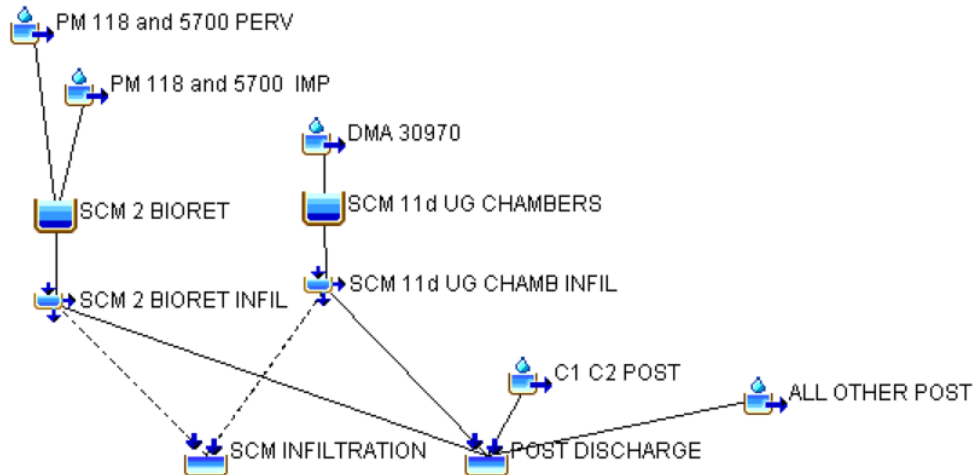 PM 118 and 5700 PERV
PM 118 and 5700 IMP
DMA 30970
SCM 2 BIORET
SCM 11d UG CHAMBERS
SCM 2 BIORET INFIL
SCM 11d UG CHAMB INFIL
C1 C2 POST
ALL OTHER POST
SCM INFILTRATION
POST DISCHARGE